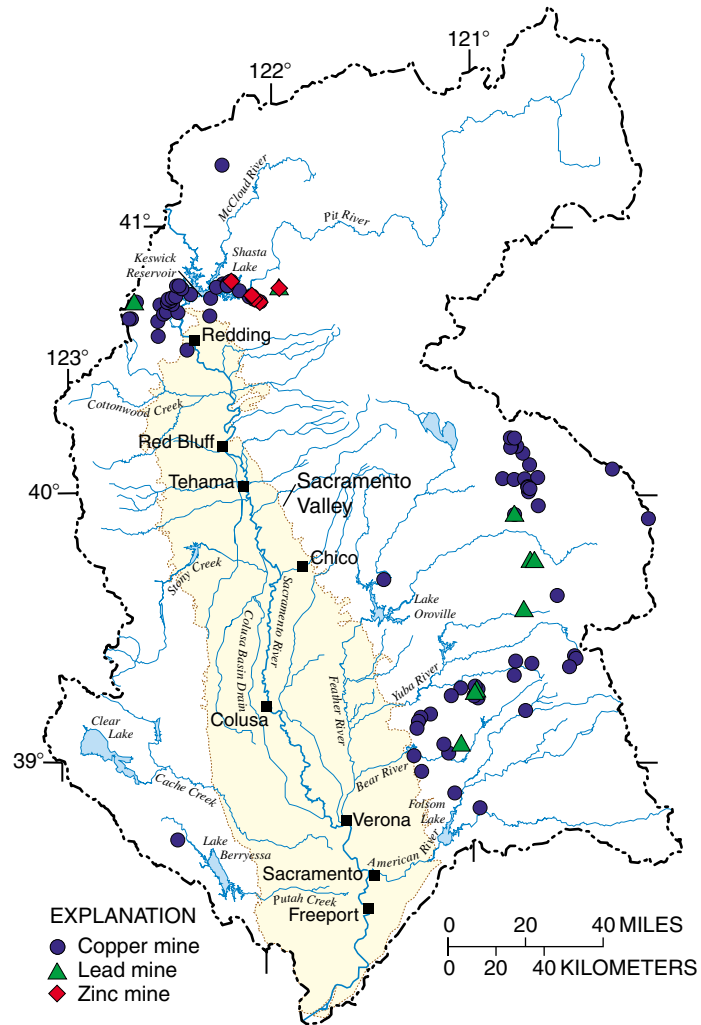 121°
122°
McCloud River
Pit River
41°
Keswick
Reservoir
Shasta
Lake
Redding
123°
Cottonwood Creek
Red Bluff
Tehama
40°
Sacramento
Valley
Chico
Stony Creek
Sacramento River
Lake
Oroville
Colusa Basin Drain
Feather River
Yuba River
Colusa
Clear
Lake
39°
Bear River
Cache Creek
Folsom
Lake
Verona
Lake
Berryessa
American River
Sacramento
Putah Creek
Freeport
EXPLANATION
Copper mine
Lead mine
Zinc mine
0 20 40 MILES
0 20 40 KILOMETERS